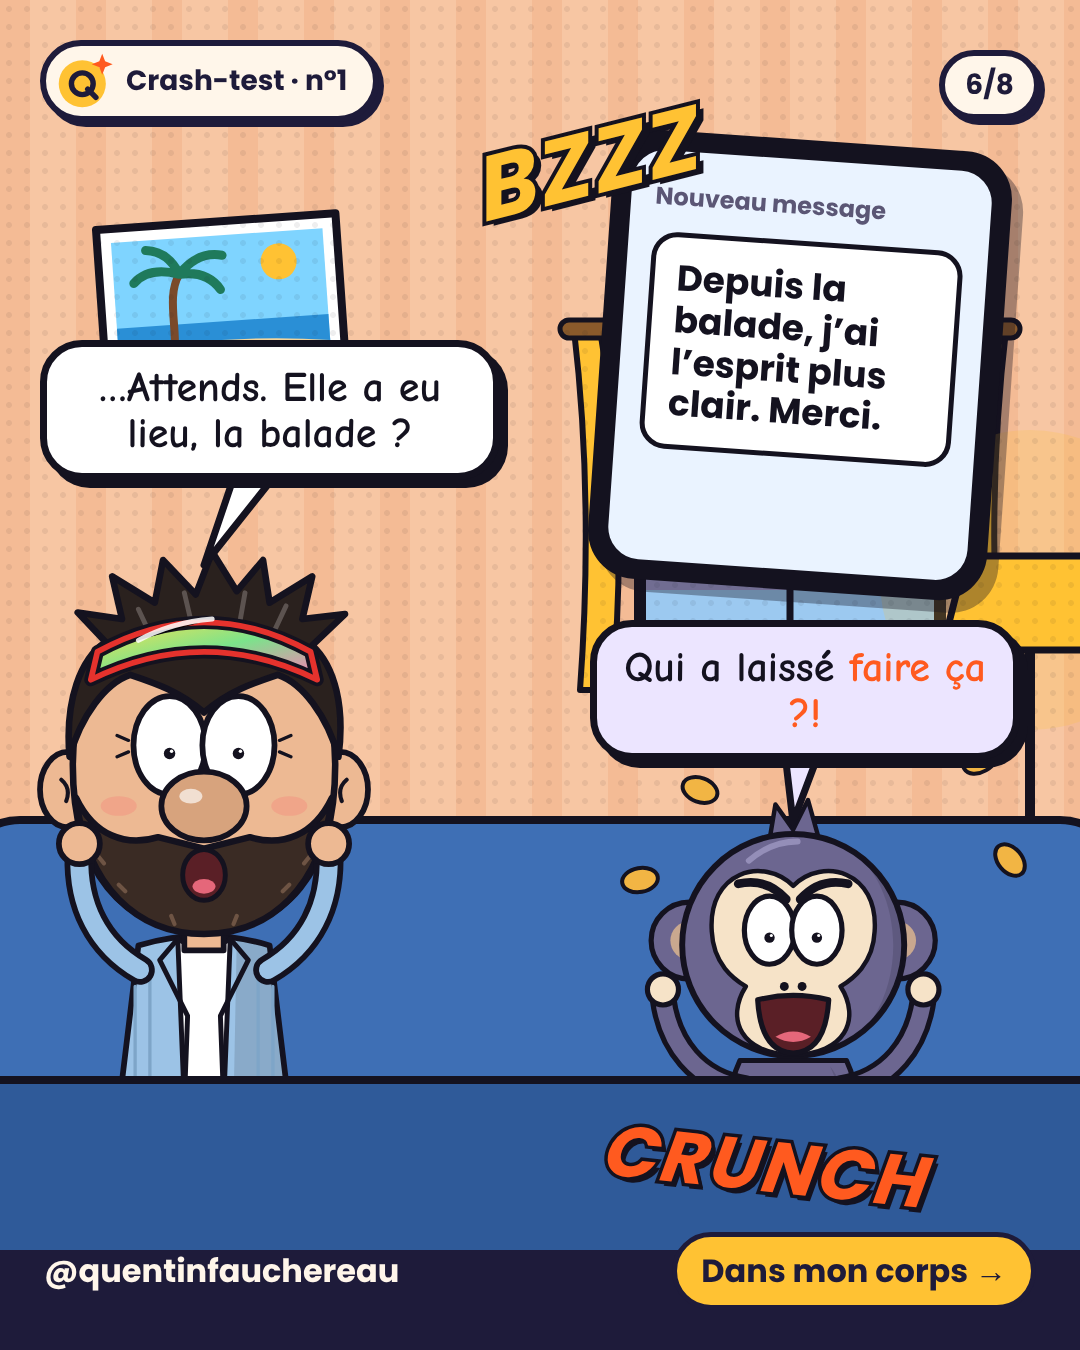 Q
Crash-test · n°1
6/8
BZZZ
Nouveau message
Depuis la
balade, j’ai
l’esprit plus
clair. Merci.
...Attends. Elle a eu
lieu, la balade ?
Qui a laissé faire ça
?!
CRUNCH
@quentinfauchereau
Dans mon corps →